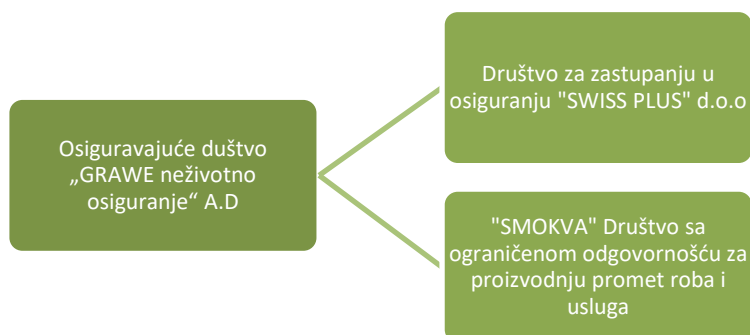 Osiguravajuće duštvo
„GRAWE neživotno
osiguranje“ A.D
Društvo za zastupanju u
osiguranju "SWISS PLUS" d.o.o
"SMOKVA" Društvo sa
ograničenom odgovornošću za
proizvodnju promet roba i
usluga